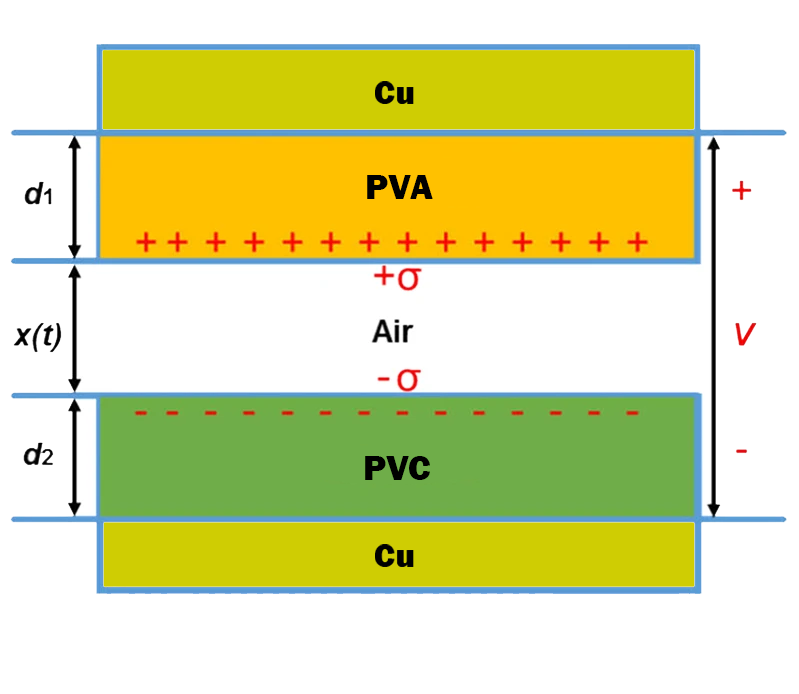 Cu
d1
PVA
+
+ + + + + + + + + + + + + +
+σ
x(t)
Air
V
-σ
- - - - - - - - - - - - - -
d2
PVC
-
Cu